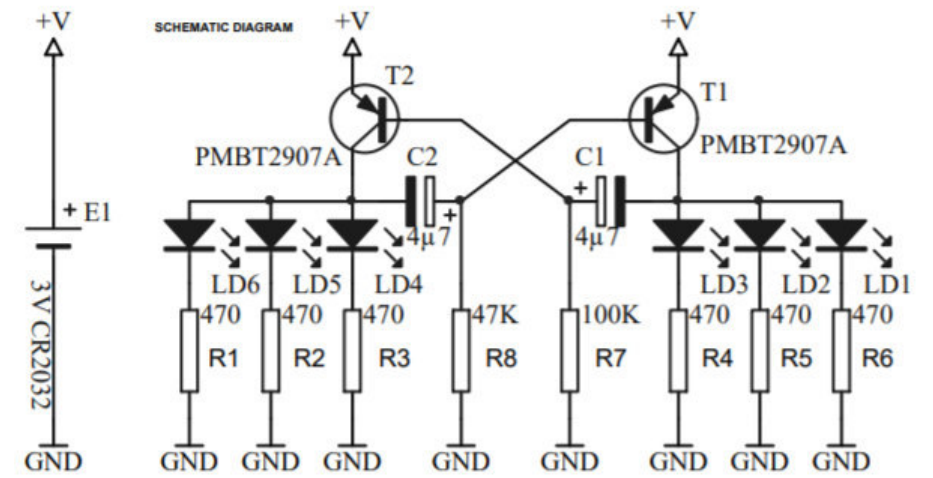 +V SCHEMATIC DIAGRAM +V +V
T2 T1
PMBT2907A C2 C1 PMBT2907A
+ E1 + +
4µ7 4µ7
LD6 LD5 LD4 LD3 LD2 LD1
3V CR2032
470 470 470 47K 100K 470 470 470
R1 R2 R3 R8 R7 R4 R5 R6
GND GND GND GND GND GND GND GND GND